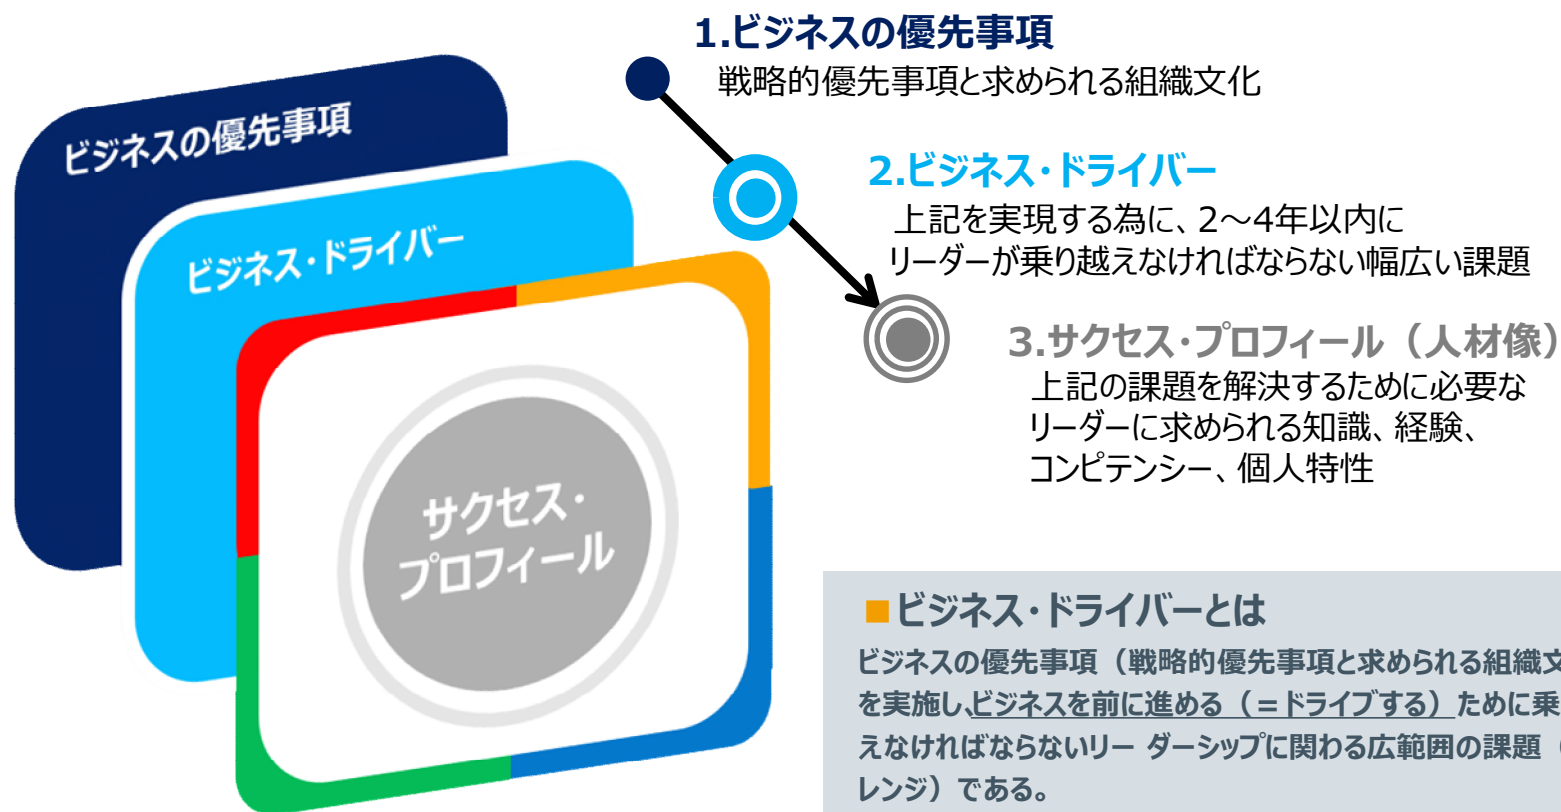 1.ビジネスの優先事項
戦略的優先事項と求められる組織文化
2.ビジネス・ドライバー
上記を実現する為に、2～4年以内に
リーダーが乗り越えなければならない幅広い課題
3.サクセス・プロフィール（人材像）
上記の課題を解決するために必要な
リーダーに求められる知識、経験、
コンピテンシー、個人特性
ビジネスの優先事項
ビジネス・ドライバー
サクセス・
プロフィール
■ビジネス・ドライバーとは
ビジネスの優先事項（戦略的優先事項と求められる組織文
を実施し、ビジネスを前に進める（＝ドライブする）ために乗
えなければならないリー ダーシップに関わる広範囲の課題（
レンジ）である。